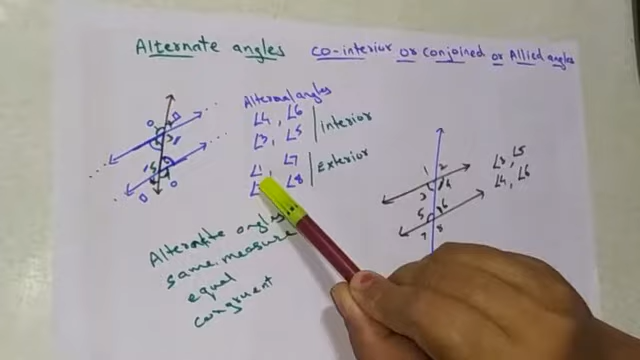 Alternate angles
co-interior or conjoined or Allied angles
Alternal angles
∠4, ∠6
∠3, ∠5
interior
∠1, ∠7
∠8
Exterior
Alternate angles
same measure
equal
congruent
1 2
3 4
5 6
7 8
∠3, ∠5
∠4, ∠6